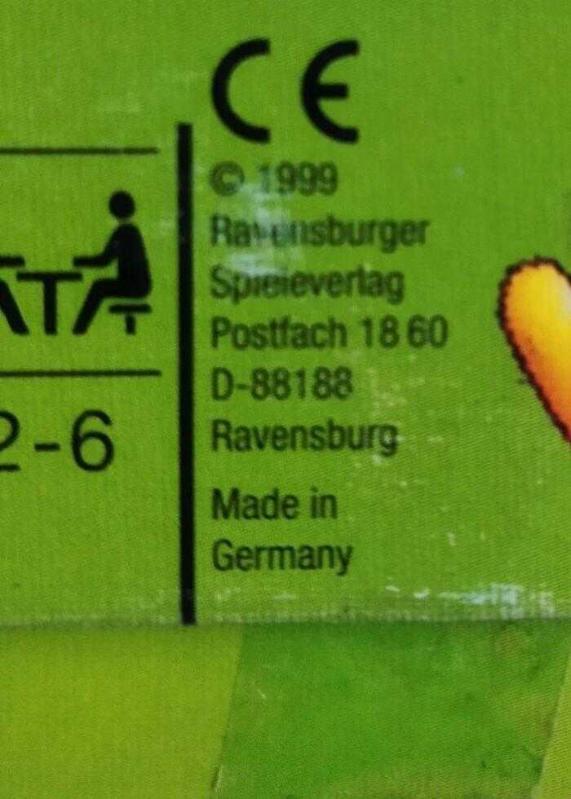 CE
© 1999
Ravensburger
Spieleverlag
Postfach 18 60
D-88188
Ravensburg
Made in
Germany
2-6